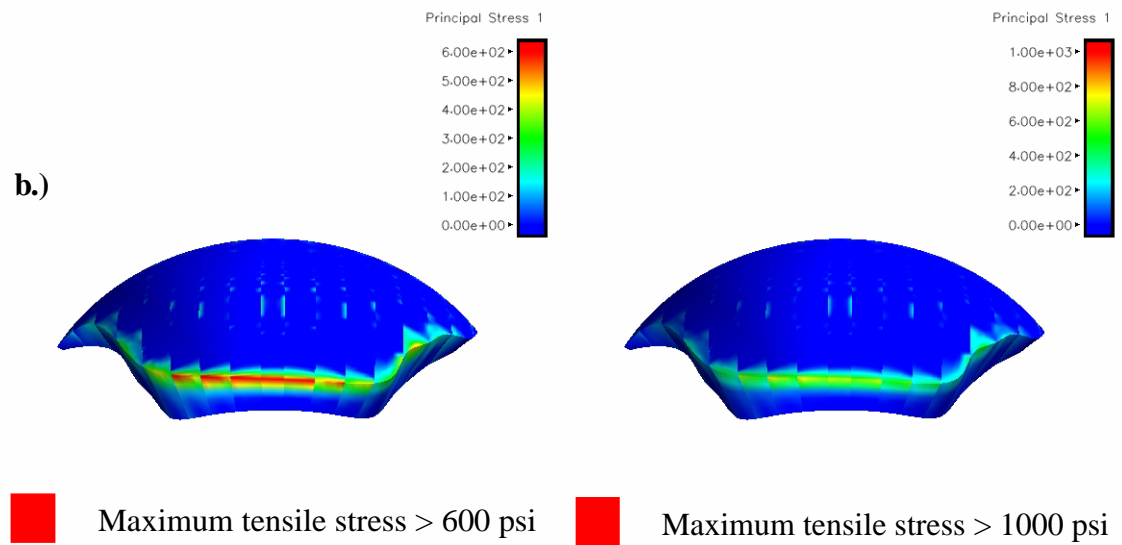 Principal Stress 1
6.00e+02
5.00e+02
4.00e+02
3.00e+02
2.00e+02
1.00e+02
0.00e+00
Principal Stress 1
1.00e+03
8.00e+02
6.00e+02
4.00e+02
2.00e+02
0.00e+00
b.)
Maximum tensile stress > 600 psi
Maximum tensile stress > 1000 psi